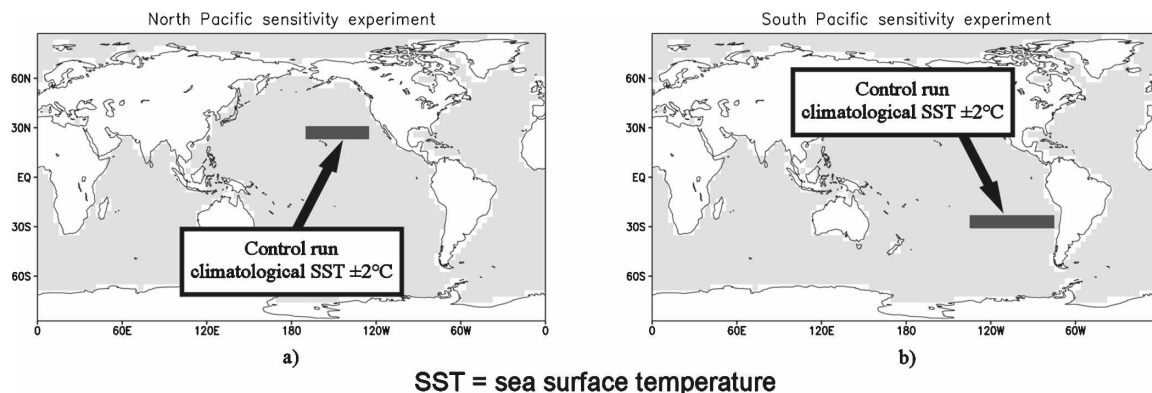 North Pacific sensitivity experiment
60N
30N
EQ
30S
60S
0
60E
120E
180
120W
60W
0
Control run
climatológical SST ±2°C
a)
South Pacific sensitivity experiment
60N
30N
EQ
30S
60S
0
60E
120E
180
120W
60W
Control run
climatológical SST ±2°C
b)
SST = sea surface temperature